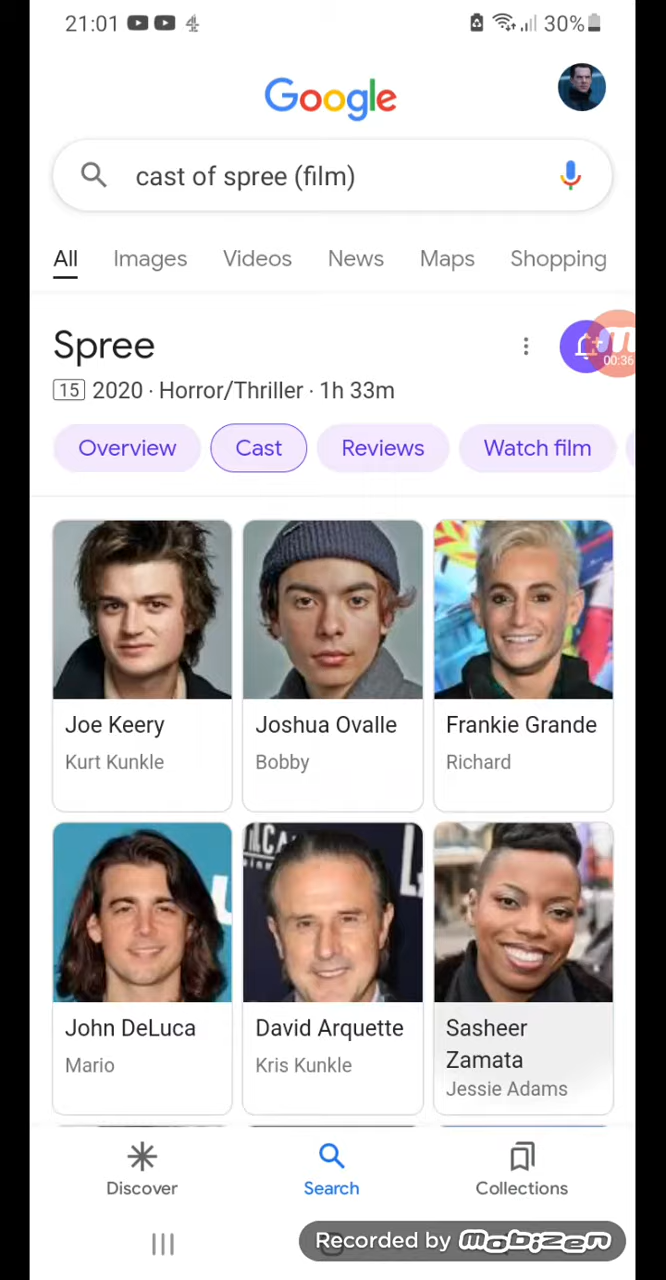 21:01 30%
Google
cast of spree (film)
All Images Videos News Maps Shopping
Spree
00:36
15 2020 · Horror/Thriller · 1h 33m
Overview Cast Reviews Watch film
Joe Keery Joshua Ovalle Frankie Grande
Kurt Kunkle Bobby Richard
John DeLuca David Arquette Sasheer
Zamata
Mario Kris Kunkle Jessie Adams
Discover Search Collections
Recorded by mobizen